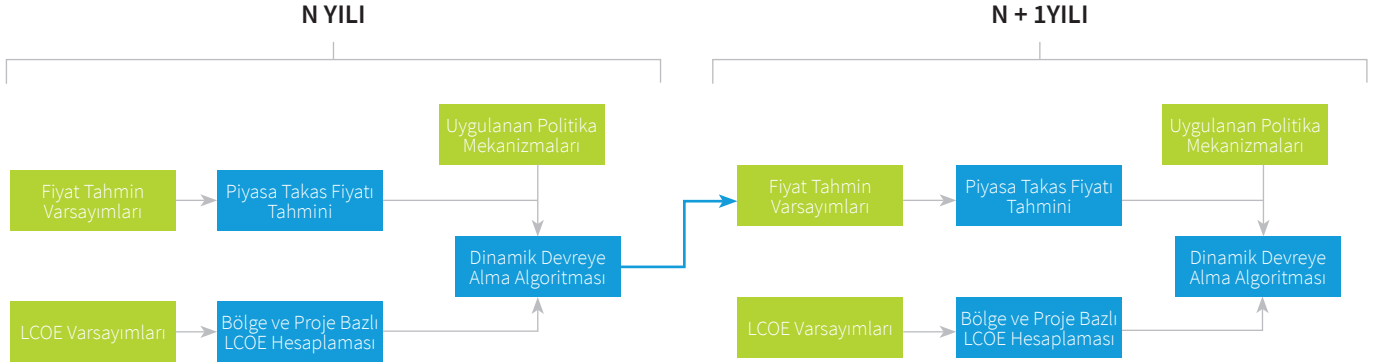 N YILI
N + 1YILI
Uygulanan Politika
Mekanizmaları
Fiyat Tahmin
Varsayımları
Piyasa Takas Fiyatı
Tahmini
Dinamik Devreye
Alma Algoritması
LCOE Varsayımları
Bölge ve Proje Bazlı
LCOE Hesaplaması
Uygulanan Politika
Mekanizmaları
Fiyat Tahmin
Varsayımları
Piyasa Takas Fiyatı
Tahmini
Dinamik Devreye
Alma Algoritması
LCOE Varsayımları
Bölge ve Proje Bazlı
LCOE Hesaplaması